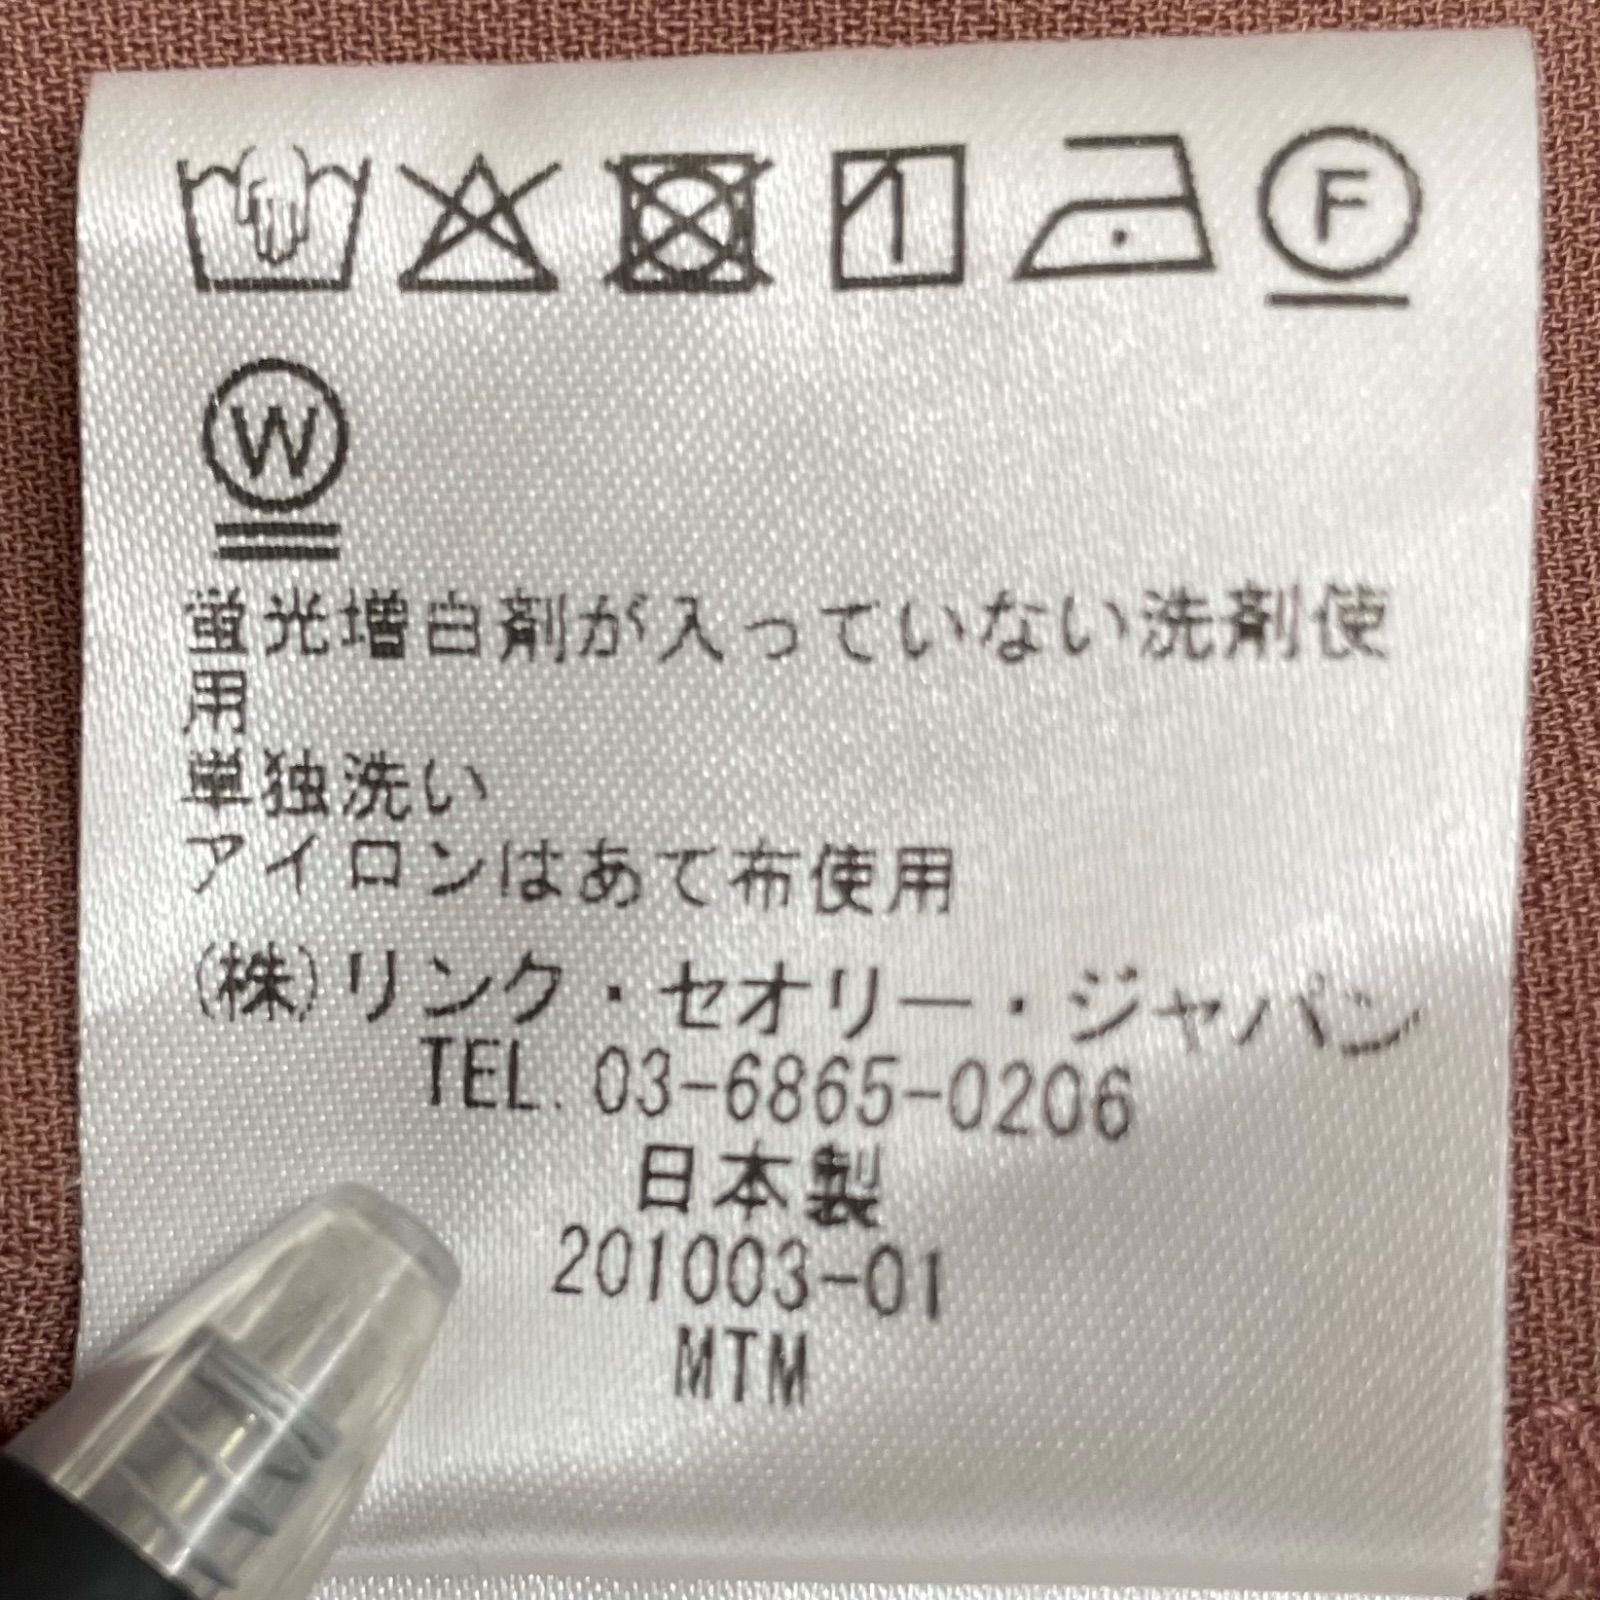 F
W
蛍光増白剤が入っていない洗剤使
用
単独洗い
アイロンはあて布使用
(株)リンク・セオリー・ジャパン
TEL. 03-6865-0206
日本製
201003-01
MTM